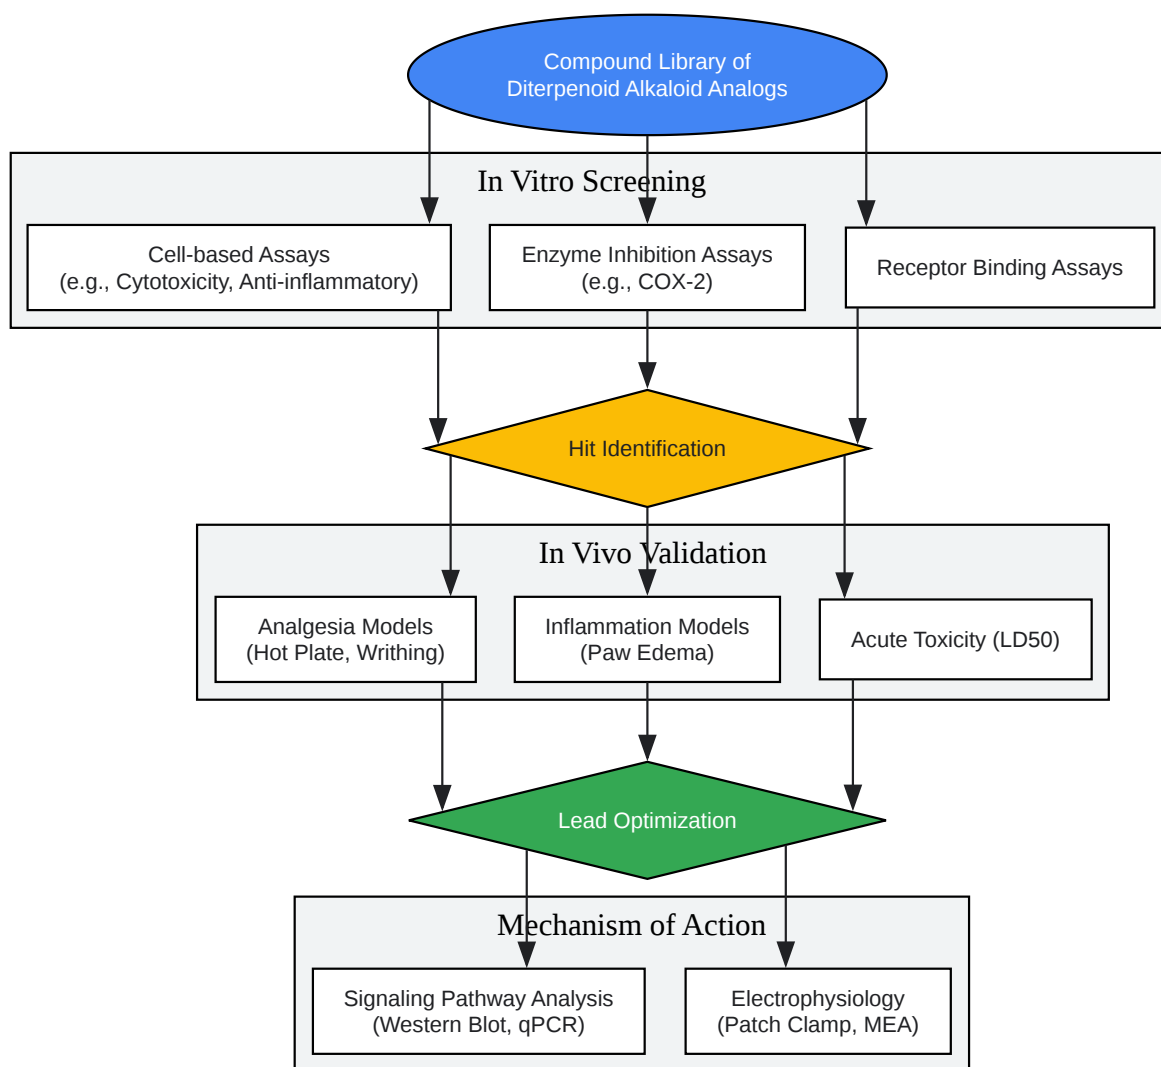 Compound Library of
Diterpenoid Alkaloid Analogs
In Vitro Screening
Cell-based Assays
(e.g., Cytotoxicity, Anti-inflammatory)
Enzyme Inhibition Assays
(e.g., COX-2)
Receptor Binding Assays
Hit Identification
In Vivo Validation
Analgesia Models
(Hot Plate, Writhing)
Inflammation Models
(Paw Edema)
Acute Toxicity (LD50)
Lead Optimization
Mechanism of Action
Signaling Pathway Analysis
(Western Blot, qPCR)
Electrophysiology
(Patch Clamp, MEA)